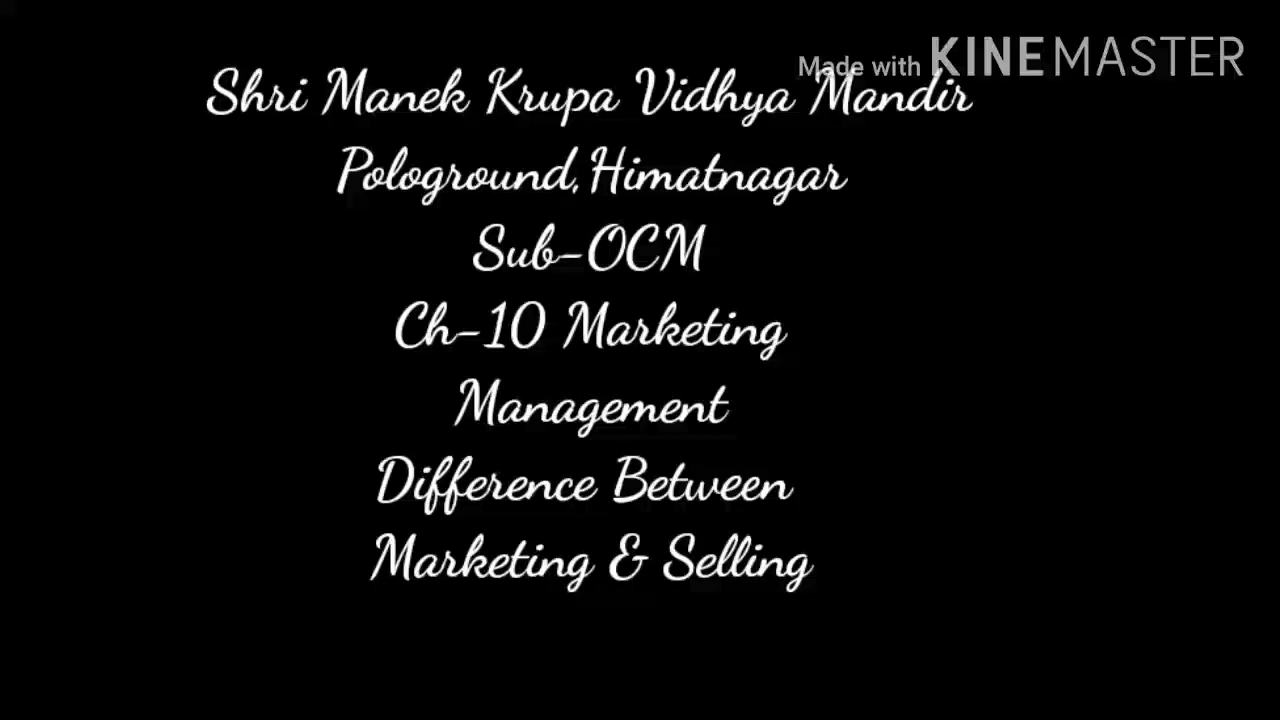 Made with KINEMASTER
Shri Manek Krupa Vidhya Mandir
Pologround, Himatnagar
Sub-OCM
Ch-10 Marketing
Management
Difference Between
Marketing & Selling